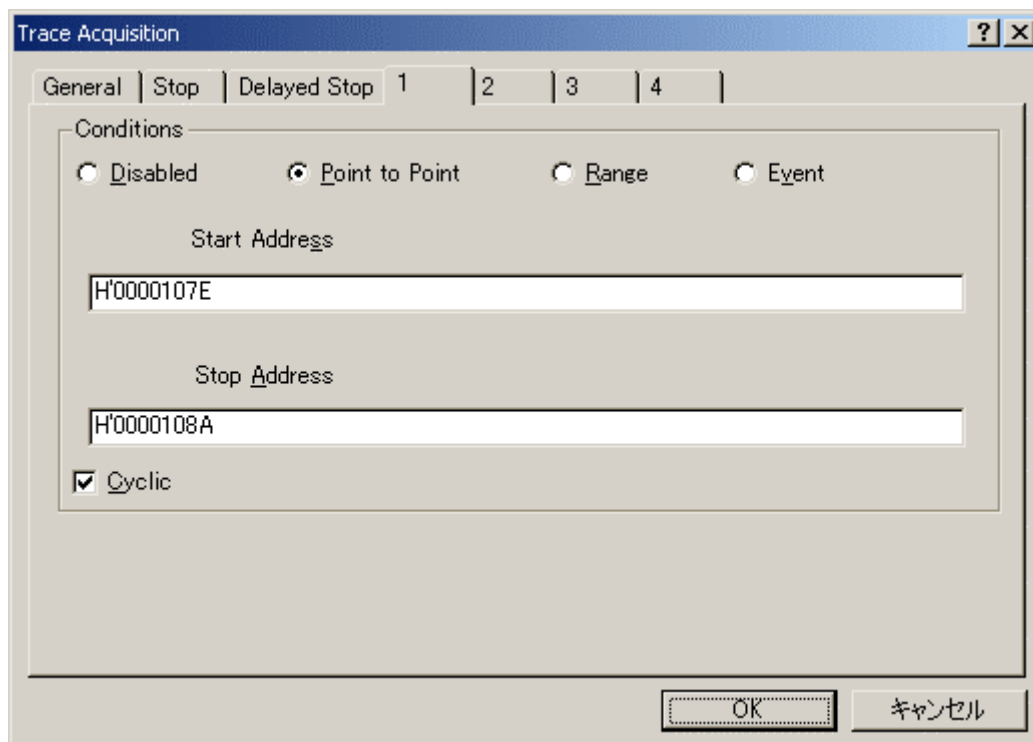 Trace Acquisition
General Stop Delayed Stop 1 2 3 4
Conditions
Disabled Point to Point Range Event
Start Address
H'0000107E
Stop Address
H'0000108A
Cyclic
OK キャンセル